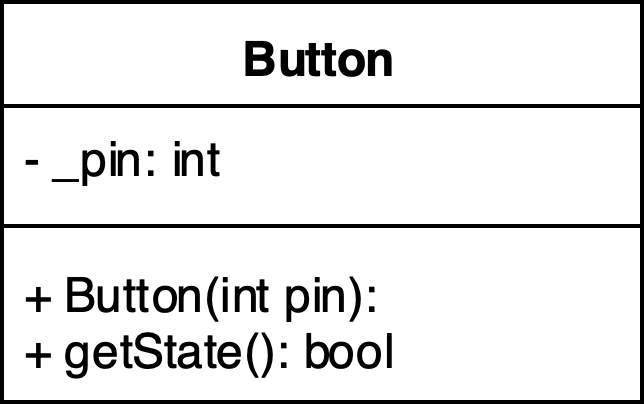 Button
- _pin: int
+ Button(int pin):
+ getState(): bool